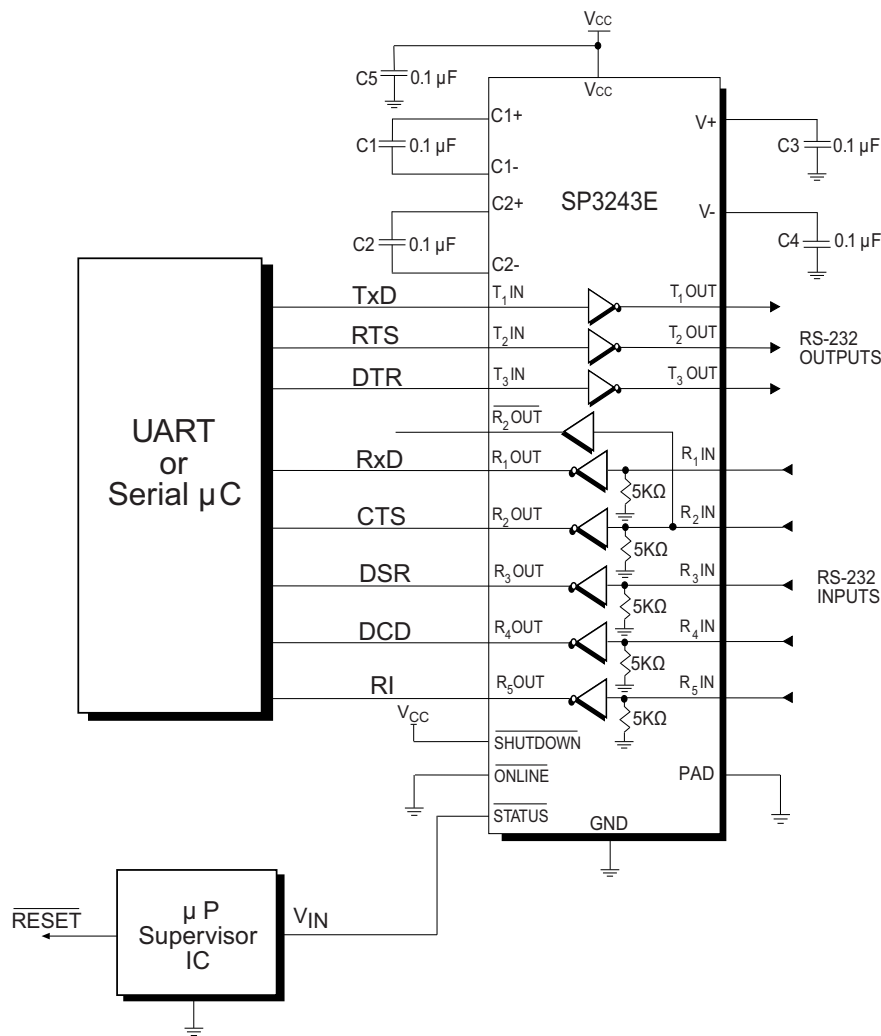 VCC
C5
0.1 µF
VCC
C1+
C1
0.1 µF
C1-
C2+
C2
0.1 µF
C2-
SP3243E
V+
C3
0.1 µF
V-
C4
0.1 µF
UART
or
Serial µC
TxD
T1 IN
T1 OUT
RTS
T2 IN
T2 OUT
DTR
T3 IN
T3 OUT
RS-232
OUTPUTS
R2 OUT
RxD
R1 OUT
R1 IN
5KΩ
CTS
R2 OUT
R2 IN
5KΩ
DSR
R3 OUT
R3 IN
5KΩ
DCD
R4 OUT
R4 IN
5KΩ
RI
R5 OUT
R5 IN
5KΩ
RS-232
INPUTS
VCC
SHUTDOWN
ONLINE
STATUS
PAD
GND
RESET
µ P
Supervisor
IC
VIN